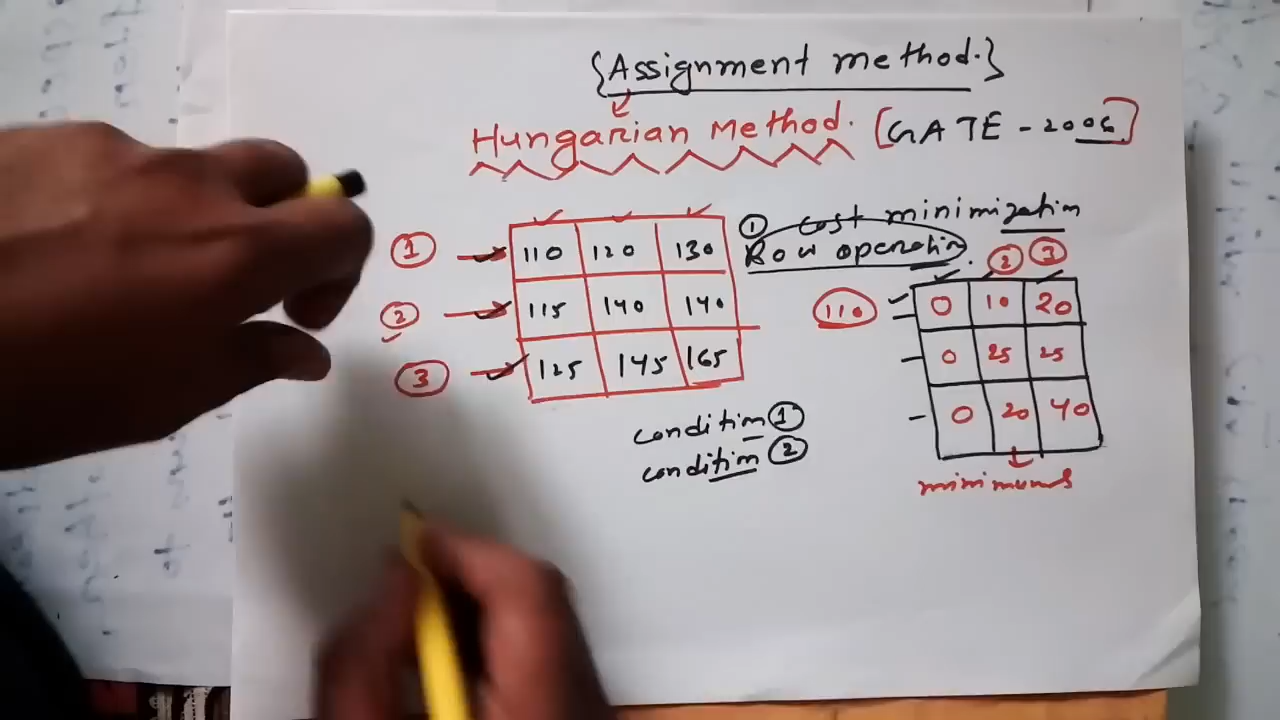 {Assignment method.}
Hungarian Method. [GATE - 2006]
① cost minimization
Row operation.
① 110 120 130
② 115 140 140
③ 125 145 165
② ③
110 0 10 20
0 25 25
0 20 40
minimums
condition ①
condition ②